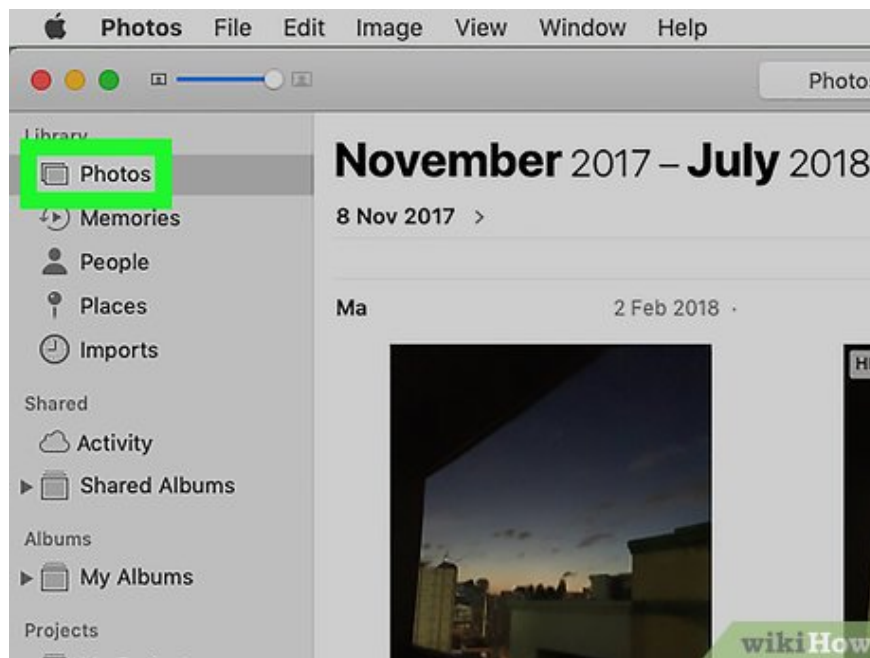 Photos File Edit Image View Window Help
Photos
Library
Photos
Memories
People
Places
Imports
Shared
Activity
Shared Albums
Albums
My Albums
Projects
November 2017 – July 2018
8 Nov 2017 >
Ma 2 Feb 2018 ·
wikiHow